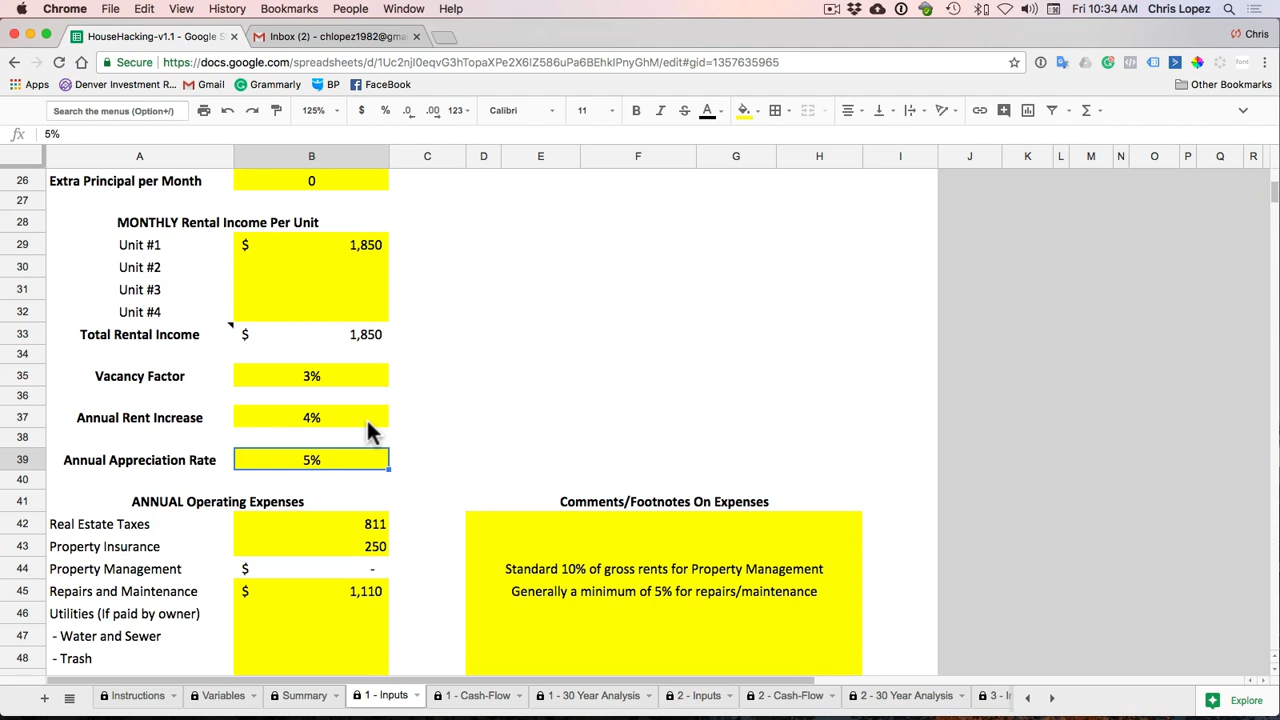 Chrome File Edit View History Bookmarks People Window Help Fri 10:34 AM Chris Lopez
HouseHacking-v1.1 - Google S Inbox (2) - chlopez1982@gma Chris
Secure https://docs.google.com/spreadsheets/d/1Uc2njI0eqvG3hTopaXPe2X6IZ586uPa6BEhkIPnyGhM/edit#gid=1357635965
Apps Denver Investment R Gmail Grammarly BP FaceBook Other Bookmarks
Search the menus (Option+/) 125% $ % .0 .00 123 Calibri 11 B I S A
fx 5%
A B C D E F G H I J K L M N O P Q R
26 Extra Principal per Month 0
27
28 MONTHLY Rental Income Per Unit
29 Unit #1 $ 1,850
30 Unit #2
31 Unit #3
32 Unit #4
33 Total Rental Income $ 1,850
34
35 Vacancy Factor 3%
36
37 Annual Rent Increase 4%
38
39 Annual Appreciation Rate 5%
40
41 ANNUAL Operating Expenses Comments/Footnotes On Expenses
42 Real Estate Taxes 811
43 Property Insurance 250
44 Property Management $ - Standard 10% of gross rents for Property Management
45 Repairs and Maintenance $ 1,110 Generally a minimum of 5% for repairs/maintenance
46 Utilities (If paid by owner)
47 - Water and Sewer
48 - Trash
Instructions Variables Summary 1 - Inputs 1 - Cash-Flow 1 - 30 Year Analysis 2 - Inputs 2 - Cash-Flow 2 - 30 Year Analysis 3 - In Explore